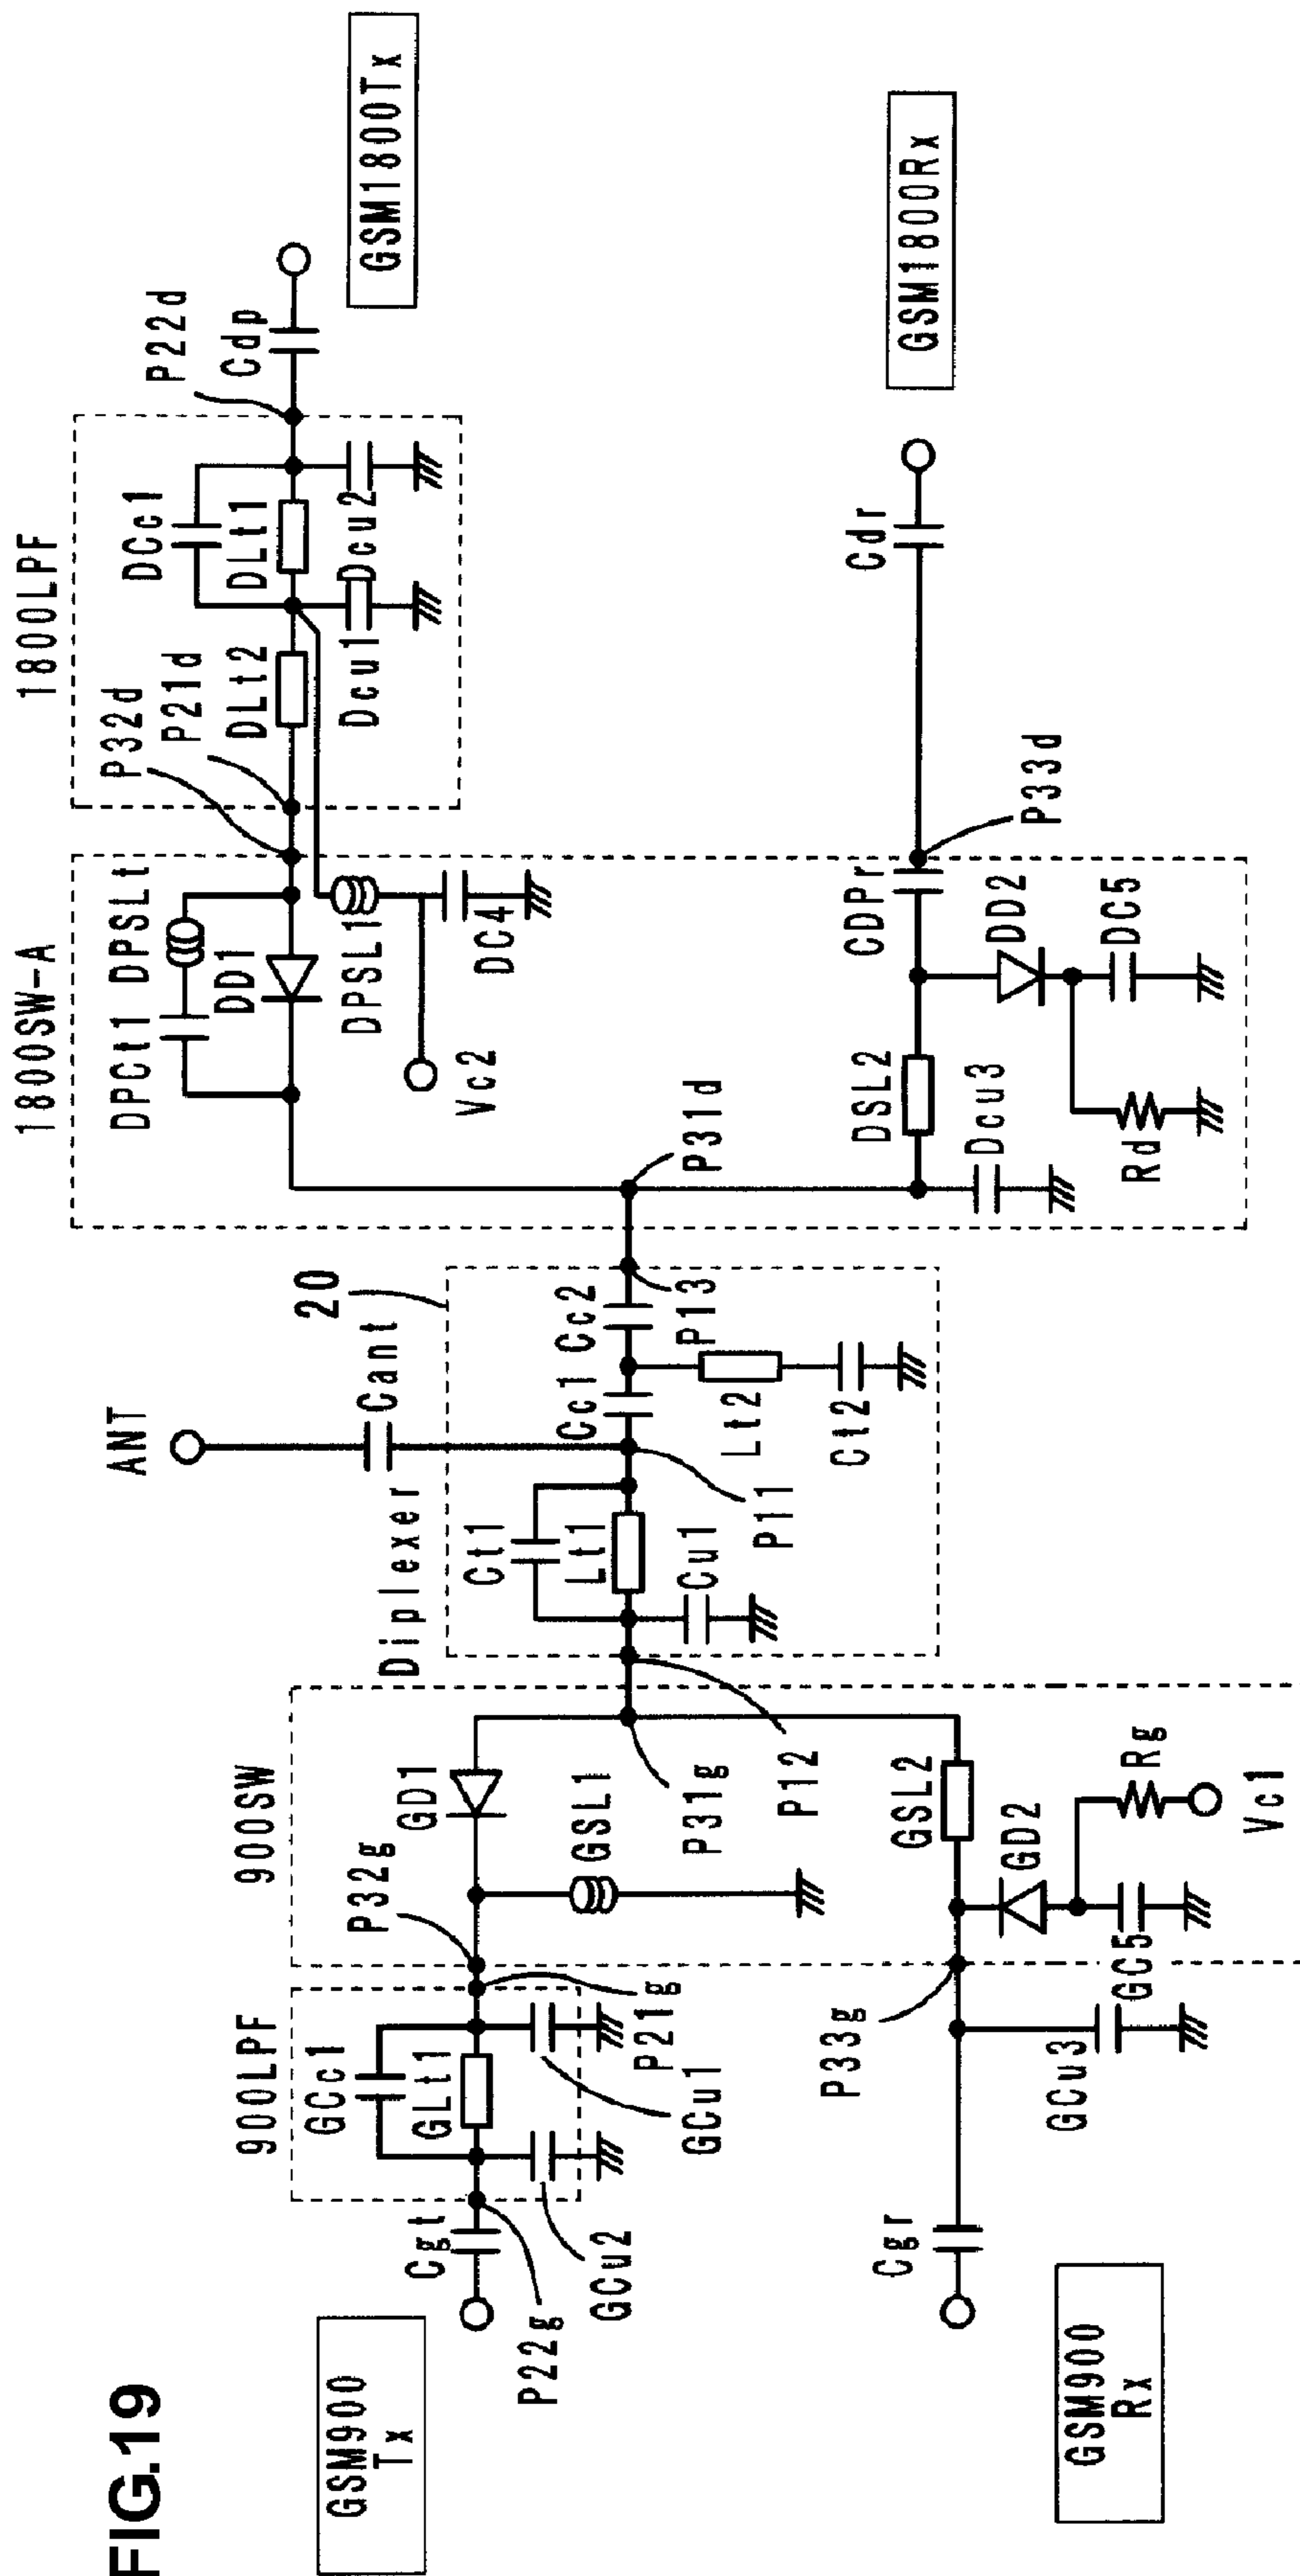 FIG.19
GSM900
Tx
GSM900
Rx
Cgt
P22g
GCu2
900LPF
GCc1
GLt1
GCu1
P21g
P32g
900SW
GD1
GSL1
P31g
P12
GSL2
GD2
Rg
Vc1
GC5
P33g
GCu3
Cgr
Diplexer
20
Ct1
Lt1
Cu1
P11
ANT
Cant
Cc1
Cc2
P13
Lt2
Ct2
1800SW-A
DPCt1
DPSLt
DD1
DPSL1
Vc2
DC4
P31d
DSL2
Dcu3
Rd
DD2
DC5
CDPr
P33d
Cdr
GSM1800Rx
P32d
P21d
1800LPF
DLt2
DCc1
DLt1
Dcu1
Dcu2
P22d
Cdp
GSM1800Tx